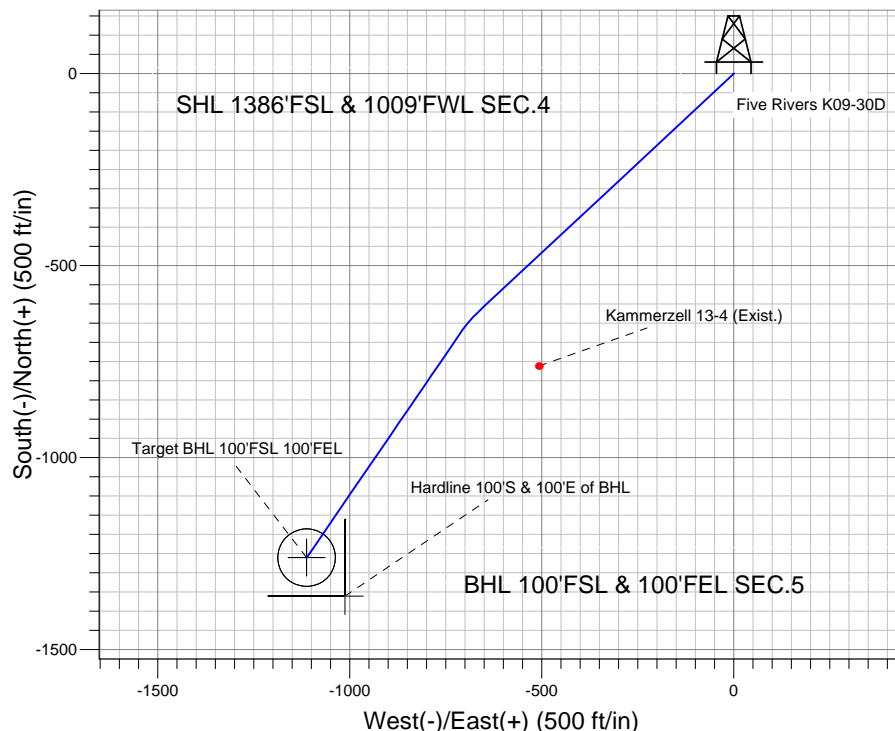 0
SHL 1386'FSL & 1009'FWL SEC.4
Five Rivers K09-30D
-500
Kammerzell 13-4 (Exist.)
Target BHL 100'FSL 100'FEL
-1000
Hardline 100'S & 100'E of BHL
BHL 100'FSL & 100'FEL SEC.5
-1500
South(-)/North(+) (500 ft/in)
-1500
-1000
-500
0
West(-)/East(+) (500 ft/in)